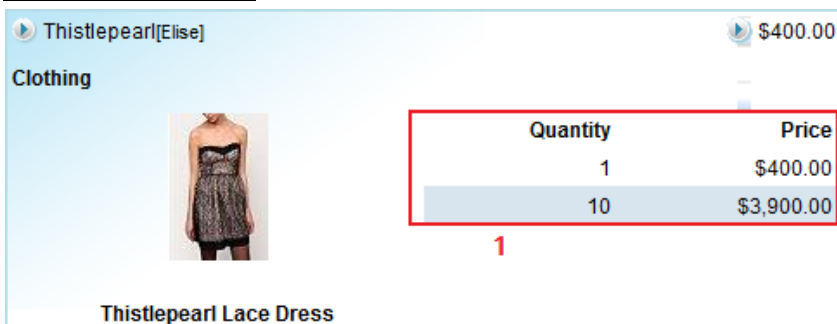 Thistlepearl[Elise] $400.00
Clothing
Quantity Price
1 $400.00
10 $3,900.00
1
Thistlepearl Lace Dress